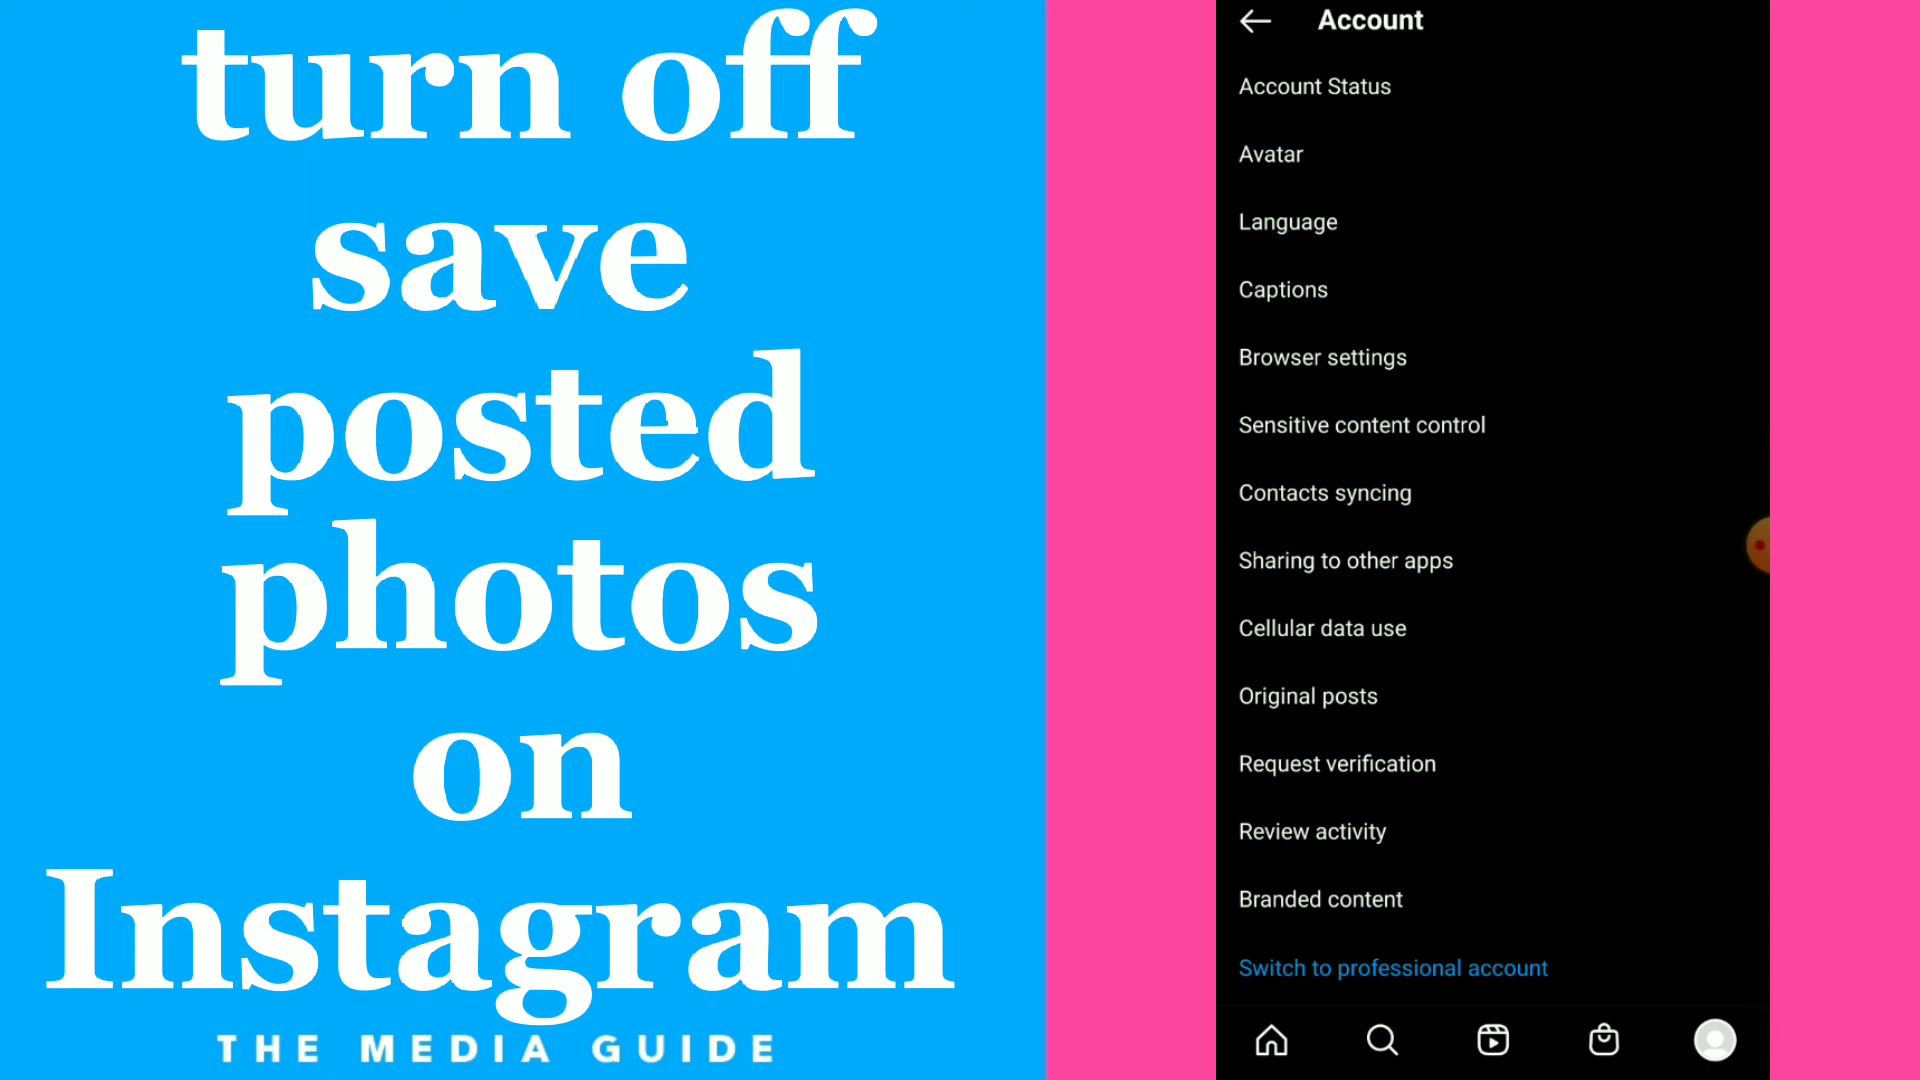 turn off
save
posted
photos
on
Instagram
THE MEDIA GUIDE
Account
Account Status
Avatar
Language
Captions
Browser settings
Sensitive content control
Contacts syncing
Sharing to other apps
Cellular data use
Original posts
Request verification
Review activity
Branded content
Switch to professional account